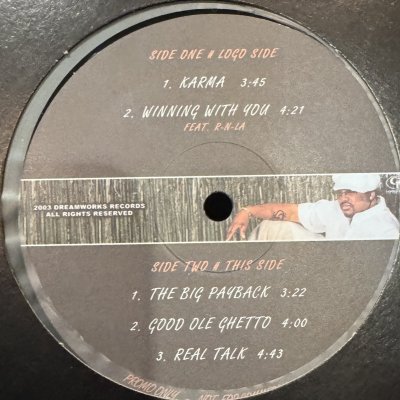 SIDE ONE // LOGO SIDE
1. KARMA 3:45
2. WINNING WITH YOU 4:21
FEAT. R-N-LA
2003 DREAMWORKS RECORDS
ALL RIGHTS RESERVED
SIDE TWO // THIS SIDE
1. THE BIG PAYBACK 3:22
2. GOOD OLE GHETTO 4:00
3. REAL TALK 4:43
PROMO ONLY NOT FOR